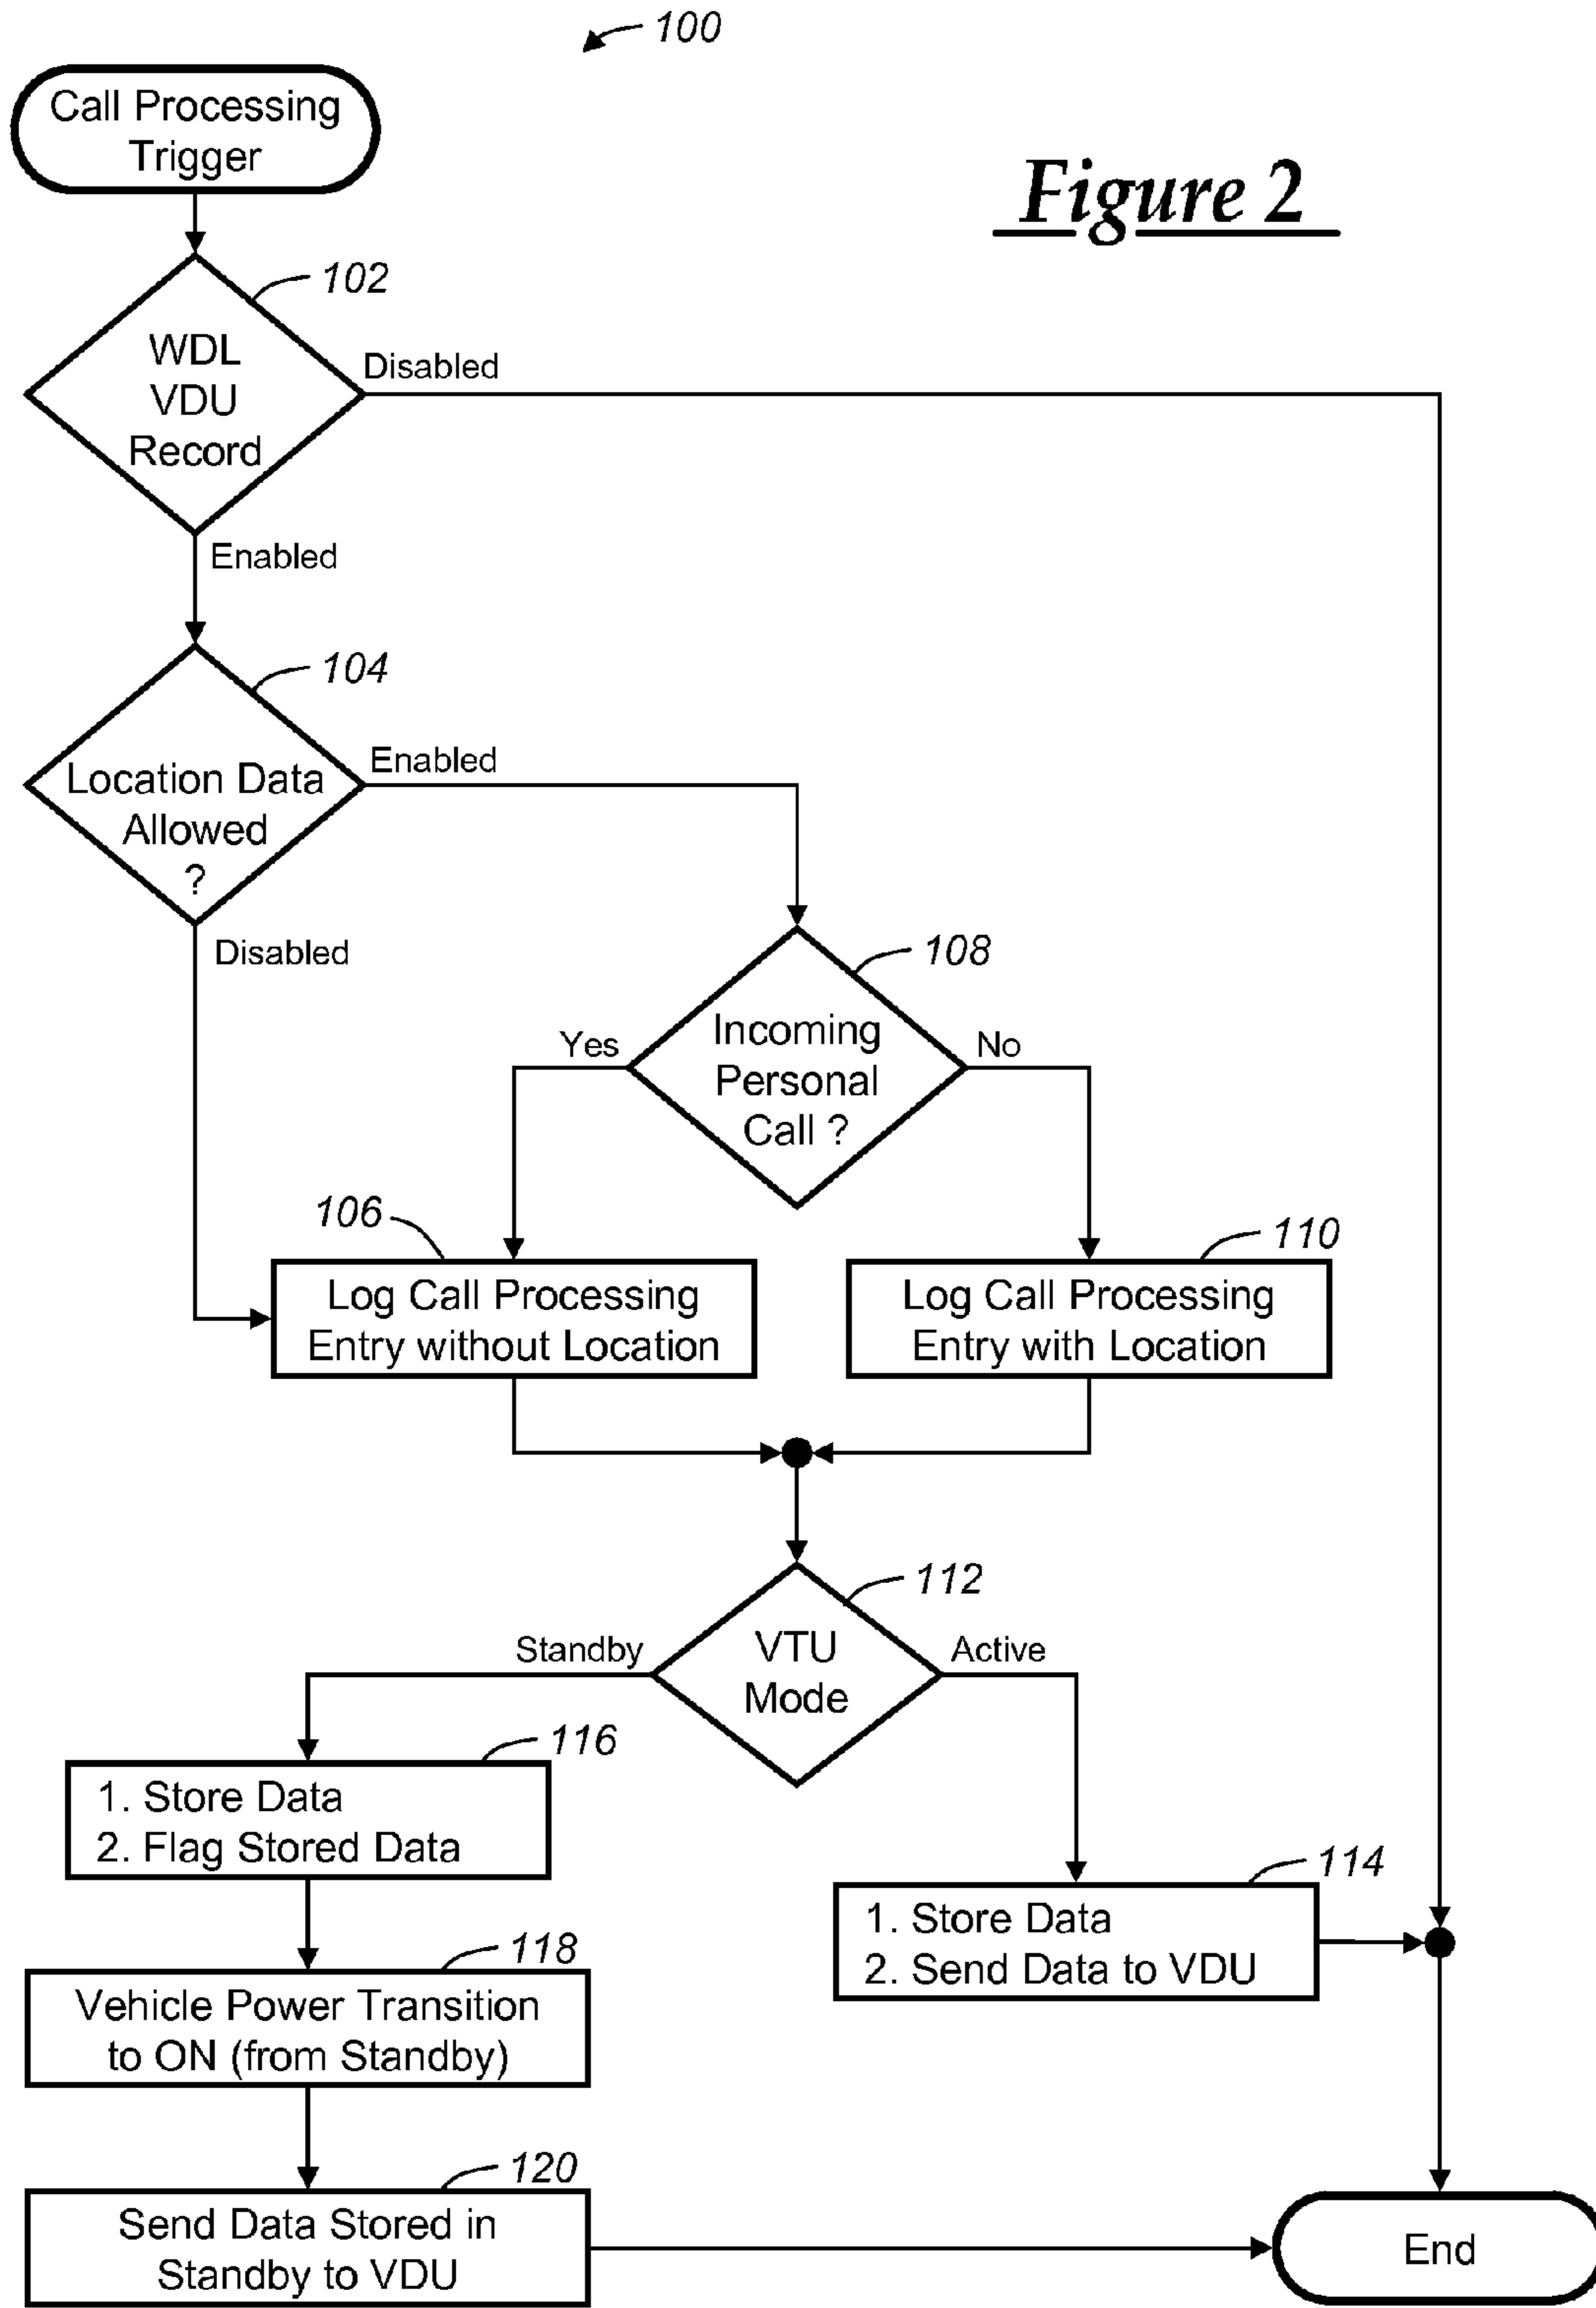 100
Call Processing
Trigger
Figure 2
102
WDL
VDU
Record
Disabled
Enabled
104
Location Data
Allowed
?
Enabled
Disabled
108
Incoming
Personal
Call ?
Yes
No
106
110
Log Call Processing
Entry without Location
Log Call Processing
Entry with Location
112
VTU
Mode
Standby
Active
116
1. Store Data
2. Flag Stored Data
114
1. Store Data
2. Send Data to VDU
118
Vehicle Power Transition
to ON (from Standby)
120
Send Data Stored in
Standby to VDU
End